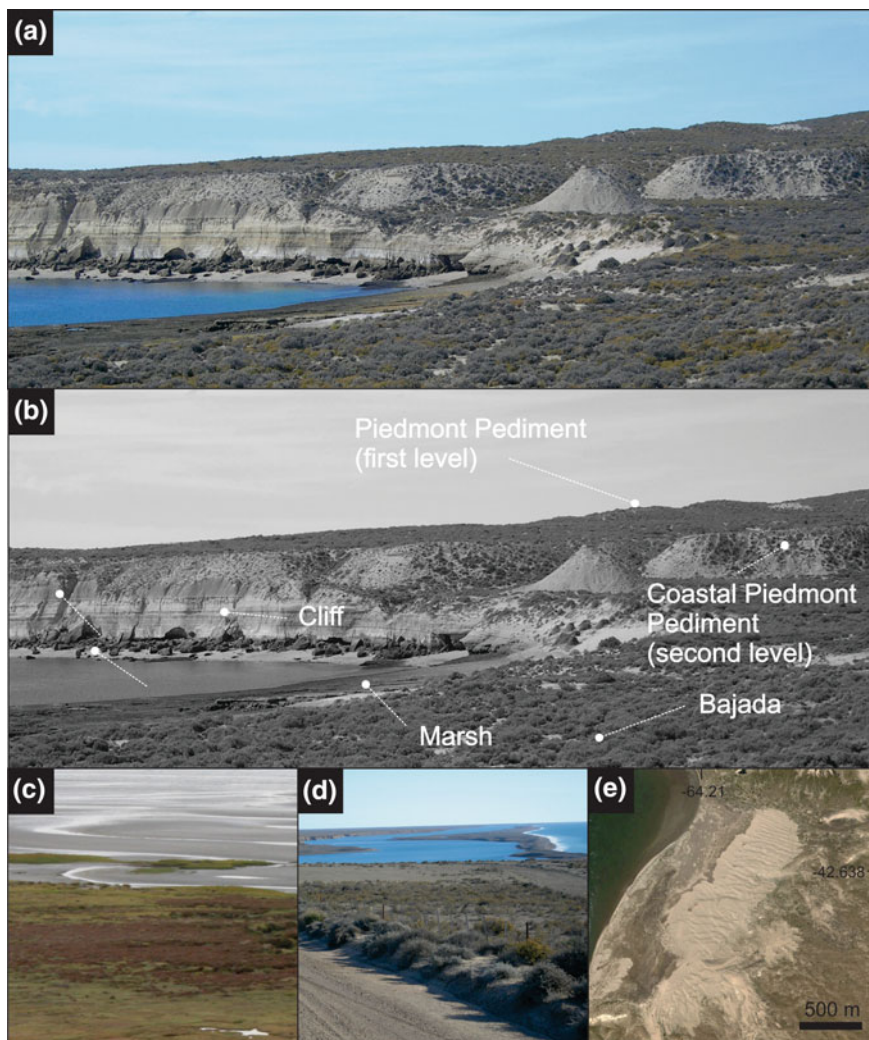 (a)
(b)
Piedmont Pediment
(first level)
Cliff
Coastal Piedmont
Pediment
(second level)
Marsh
Bajada
(c)
(d)
(e)
-64.21
-42.638
500 m